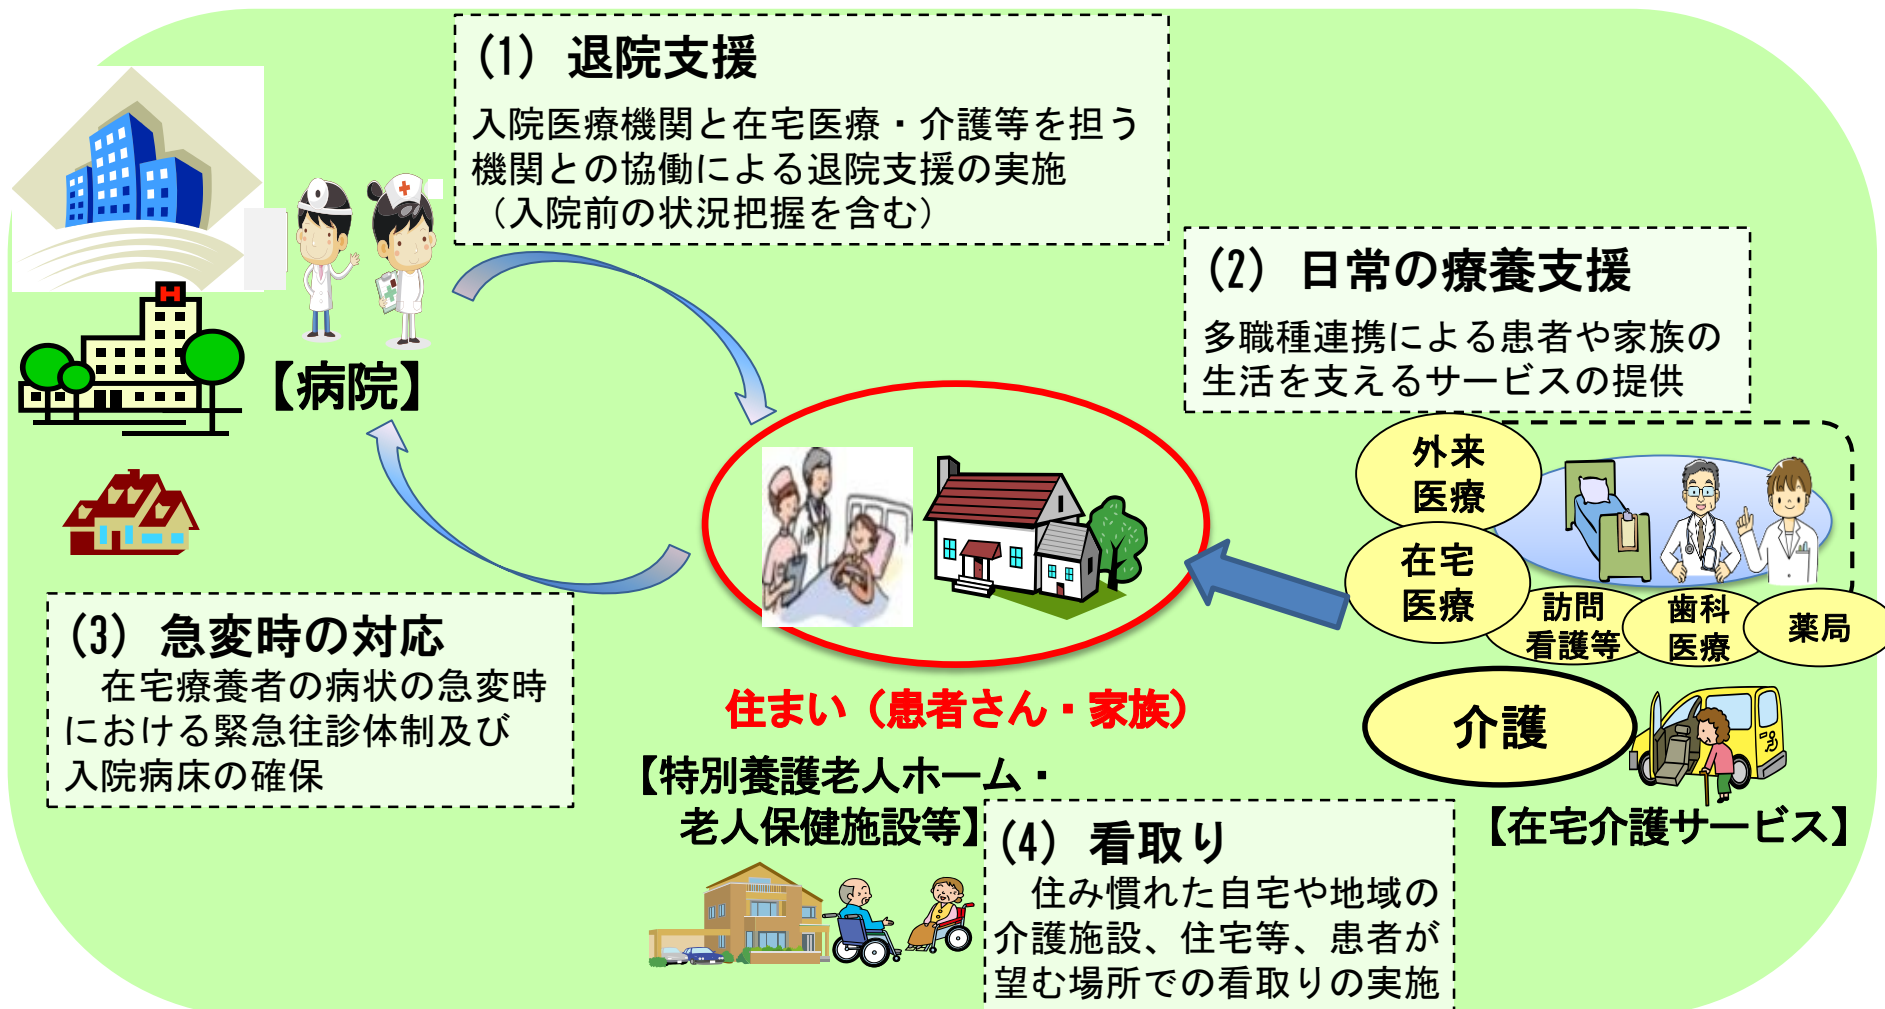 (1) 退院支援
入院医療機関と在宅医療・介護等を担う
機関との協働による退院支援の実施
（入院前の状況把握を含む）
(2) 日常の療養支援
多職種連携による患者や家族の
生活を支えるサービスの提供
H
【病院】
外来
医療
在宅
医療
訪問
看護等
歯科
医療
薬局
(3) 急変時の対応
在宅療養者の病状の急変時
における緊急往診体制及び
入院病床の確保
住まい（患者さん・家族）
介護
【特別養護老人ホーム・
老人保健施設等】
【在宅介護サービス】
(4) 看取り
住み慣れた自宅や地域の
介護施設、住宅等、患者が
望む場所での看取りの実施